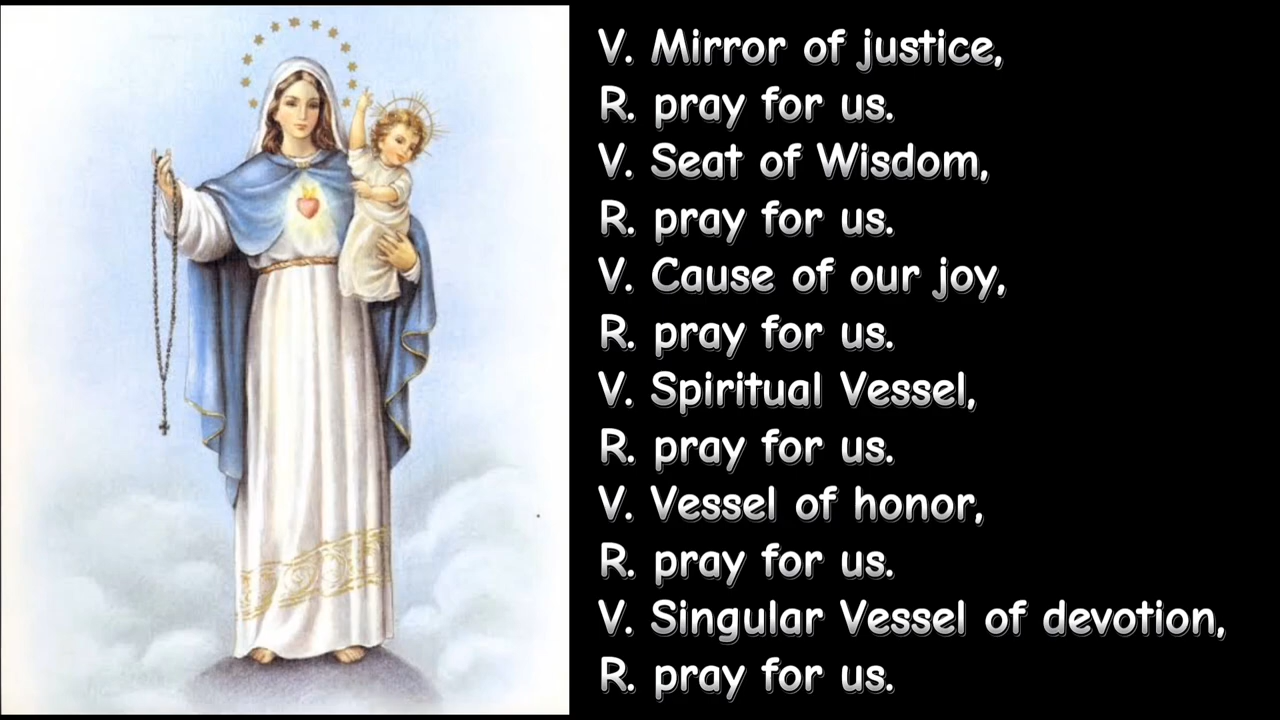 V. Mirror of justice,
R. pray for us.
V. Seat of Wisdom,
R. pray for us.
V. Cause of our joy,
R. pray for us.
V. Spiritual Vessel,
R. pray for us.
V. Vessel of honor,
R. pray for us.
V. Singular Vessel of devotion,
R. pray for us.